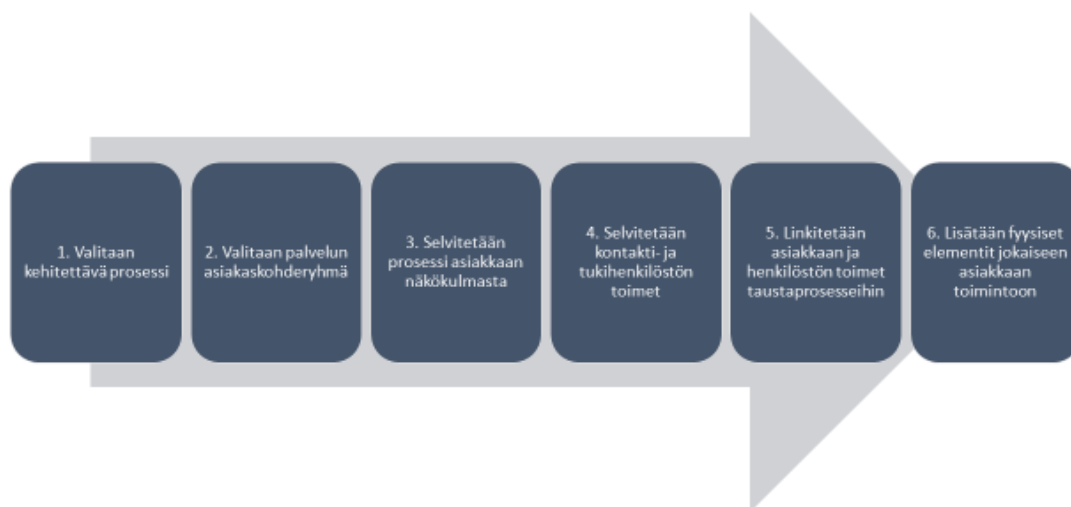 1. Valitaan
kehitettävä prosessi
2. Valitaan palvelun
asiakaskohderyhmä
3. Selvitetään
prosessi asiakkaan
näkökulmasta
4. Selvitetään
kontakti- ja
tukihenkilöstön
toimet
5. Linkitetään
asiakkaan ja
henkilöstön toimet
taustaprosesseihin
6. Lisätään fyysiset
elementit jokaiseen
asiakkaan
toimintoon